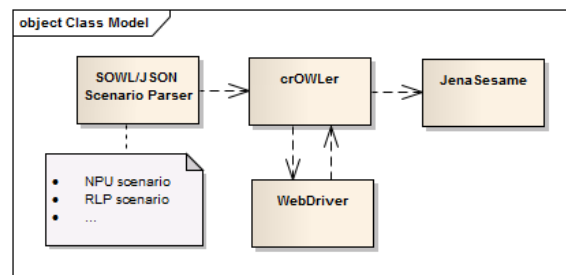 object Class Model
SOWL/JSON
Scenario Parser
crOWLer
JenaSesame
• NPU scenario
• RLP scenario
• ...
WebDriver